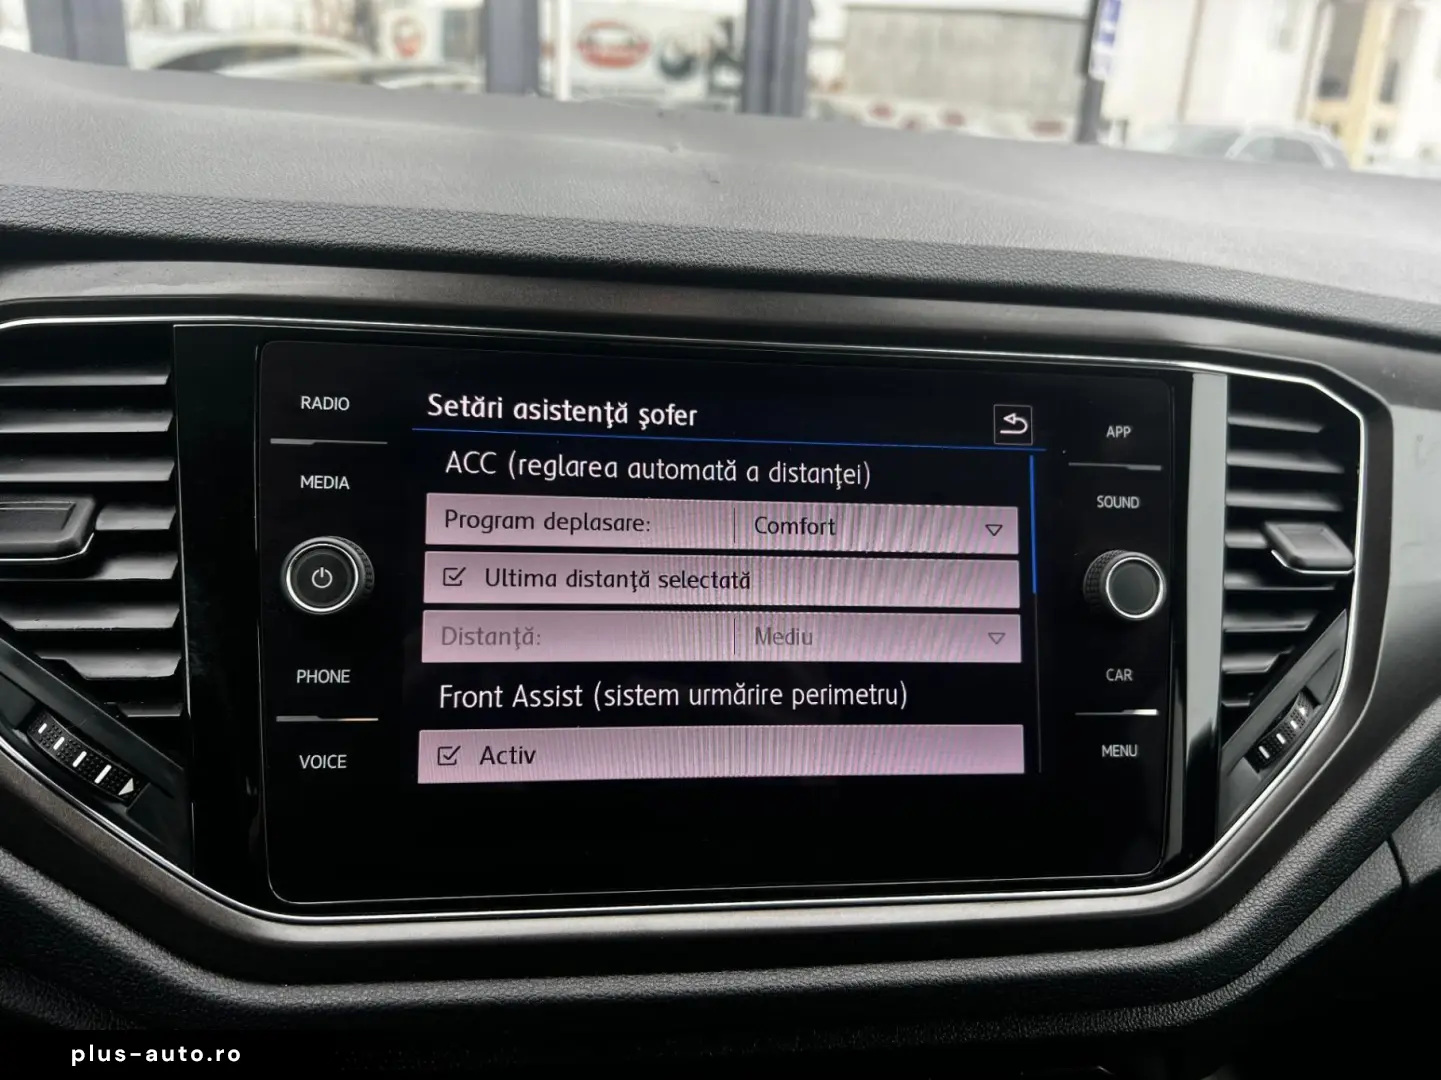 RADIO
MEDIA
PHONE
VOICE
Setări asistenţă şofer
ACC (reglarea automată a distanţei)
Program deplasare: Comfort
Ultima distanţă selectată
Distanţă: Mediu
Front Assist (sistem urmărire perimetru)
Activ
APP
SOUND
CAR
MENU
plus-auto.ro